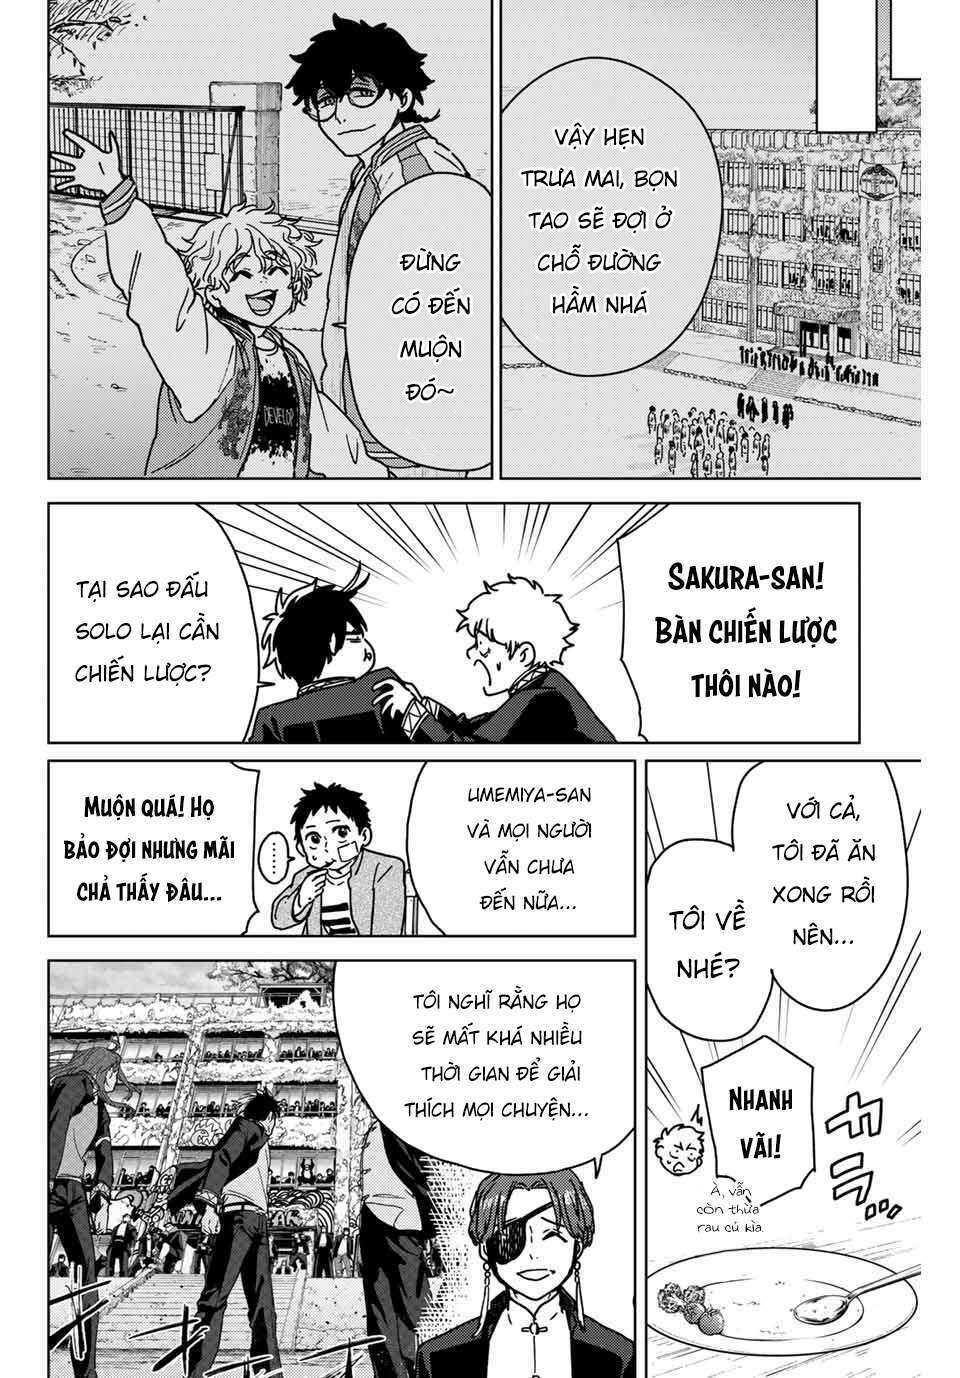 VẬY HẸN
TRƯA MAI, BỌN
TAO SẼ ĐỢI Ở
CHỖ ĐƯỜNG
HẦM NHÁ
ĐỪNG
CÓ ĐẾN
MUỘN
ĐÓ~
DEVELOP
SAKURA-SAN!
BÀN CHIẾN LƯỢC
THÔI NÀO!
TẠI SAO ĐẤU
SOLO LẠI CẦN
CHIẾN LƯỢC?
VỚI CẢ,
TÔI ĐÃ ĂN
XONG RỒI
NÊN...
TÔI VỀ
NHÉ?
NHANH
VÃI!
À, vẫn
còn thừa
rau củ kìa.
カラーン
UMEMIYA-SAN
VÀ MỌI NGƯỜI
VẪN CHƯA
ĐẾN NỮA...
......
MUỘN QUÁ! HỌ
BẢO ĐỢI NHƯNG MÃI
CHẢ THẤY ĐÂU...
TÔI NGHĨ RẰNG HỌ
SẼ MẤT KHÁ NHIỀU
THỜI GIAN ĐỂ GIẢI
THÍCH MỌI CHUYỆN...